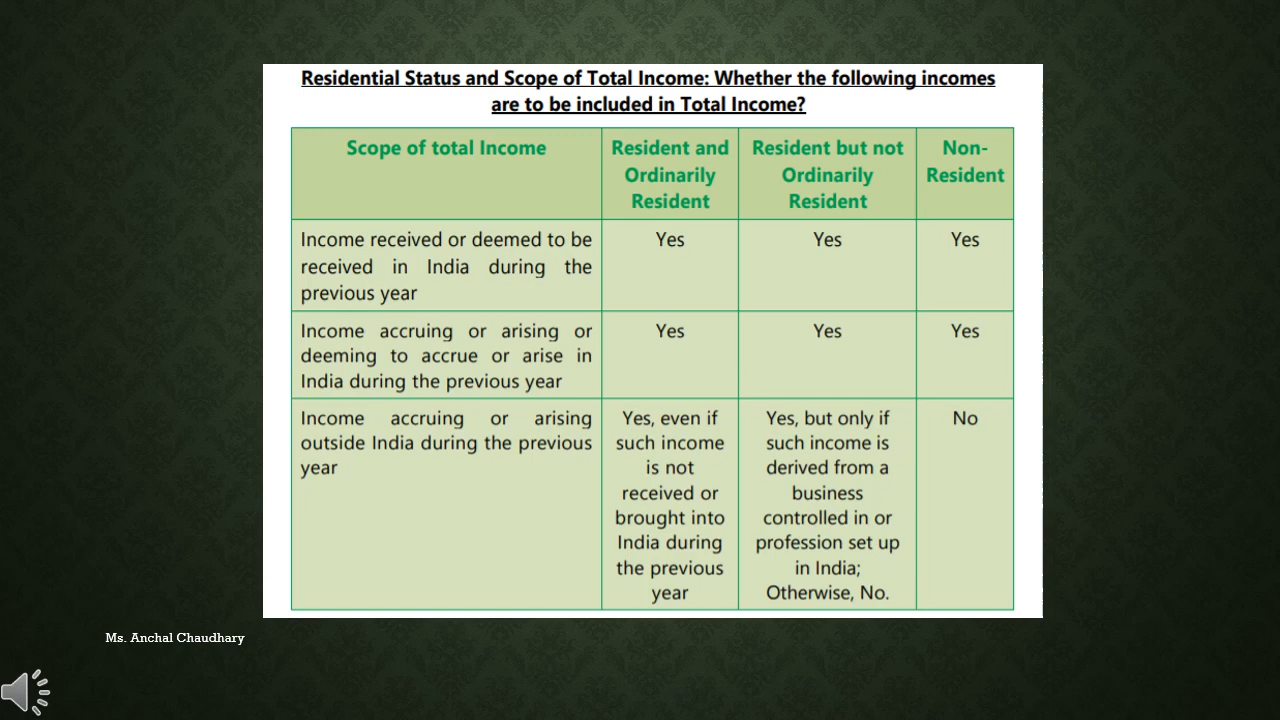 Residential Status and Scope of Total Income: Whether the following incomes
are to be included in Total Income?
Scope of total Income
Resident and
Ordinarily
Resident
Resident but not
Ordinarily
Resident
Non-
Resident
Income received or deemed to be
received in India during the
previous year
Yes
Yes
Yes
Income accruing or arising or
deeming to accrue or arise in
India during the previous year
Yes
Yes
Yes
Income accruing or arising
outside India during the previous
year
Yes, even if
such income
is not
received or
brought into
India during
the previous
year
Yes, but only if
such income is
derived from a
business
controlled in or
profession set up
in India;
Otherwise, No.
No
Ms. Anchal Chaudhary